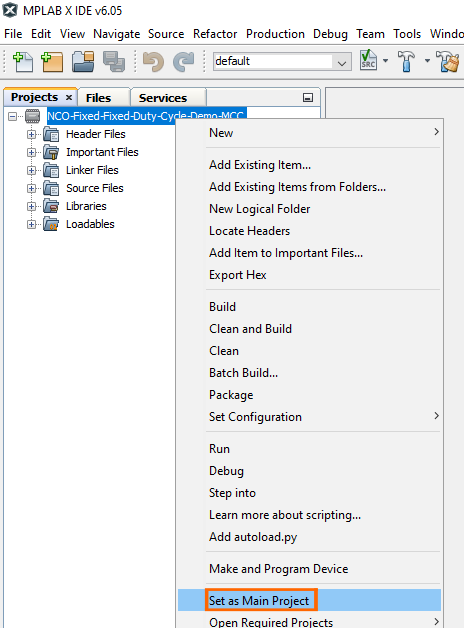 MPLAB X IDE v6.05
File Edit View Navigate Source Refactor Production Debug Team Tools Windo
default
SRC
Projects × Files Services
NCO-Fixed-Fixed-Duty-Cycle-Demo-MCC
Header Files
Important Files
Linker Files
Source Files
Libraries
Loadables
New
Add Existing Item...
Add Existing Items from Folders...
New Logical Folder
Locate Headers
Add Item to Important Files...
Export Hex
Build
Clean and Build
Clean
Batch Build...
Package
Set Configuration
Run
Debug
Step into
Learn more about scripting...
Add autoload.py
Make and Program Device
Set as Main Project
Open Required Projects